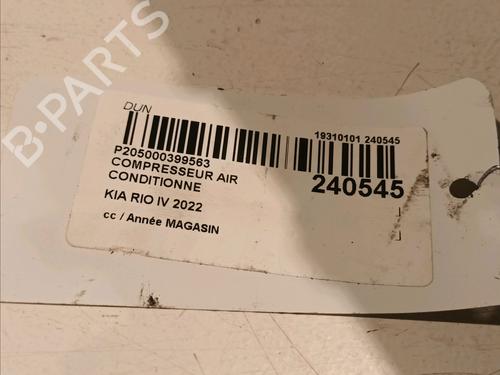 B-PARTS
DUN
19310101 240545
P205000399563
COMPRESSEUR AIR
CONDITIONNE
240545
KIA RIO IV 2022
cc / Année MAGASIN